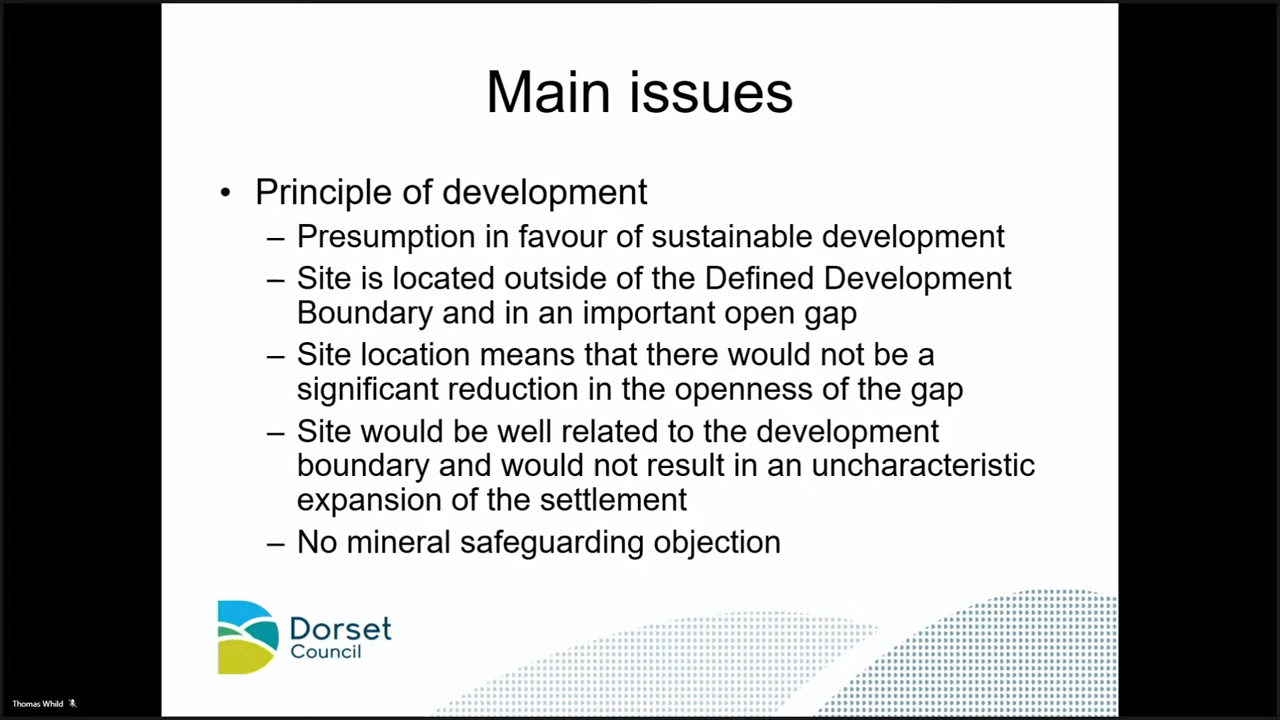 Main issues
• Principle of development
– Presumption in favour of sustainable development
– Site is located outside of the Defined Development
Boundary and in an important open gap
– Site location means that there would not be a
significant reduction in the openness of the gap
– Site would be well related to the development
boundary and would not result in an uncharacteristic
expansion of the settlement
– No mineral safeguarding objection
Dorset
Council
Thomas Whild